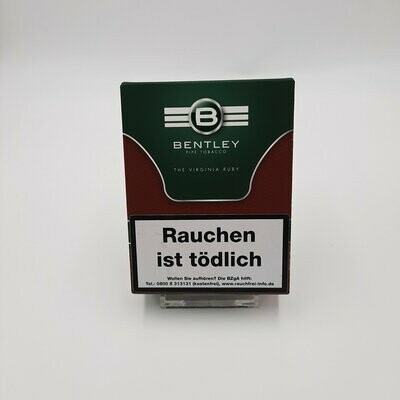 B
BENTLEY
PIPE TOBACCO
THE VIRGINIA RUBY
Rauchen
ist tödlich
Wollen Sie aufhören? Die BZgA hilft:
Tel.: 0800 8 313131 (kostenfrei), www.rauchfrei-info.de